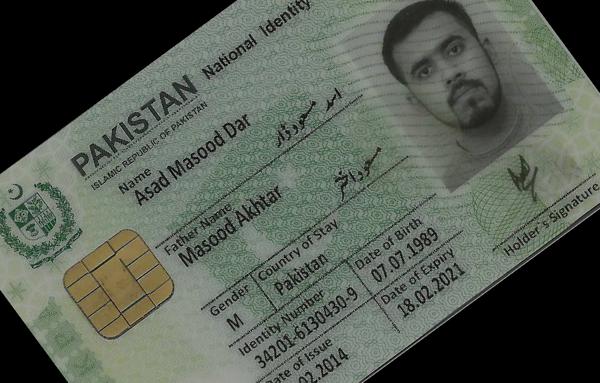 PAKISTAN National Identity
ISLAMIC REPUBLIC OF PAKISTAN
Name
Asad Masood Dar
اسد مسعود ڈار
Father Name
Masood Akhtar
مسعود اختر
Gender
M
Country of Stay
Pakistan
Identity Number
34201-6130430-9
Date of Birth
07.07.1989
Date of Issue
02.2014
Date of Expiry
18.02.2021
Holder's Signature